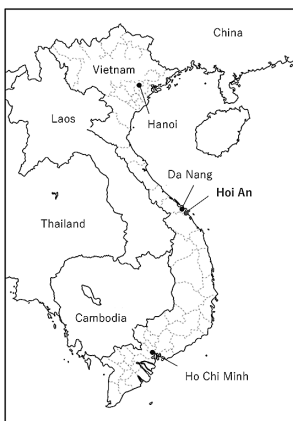 China
Vietnam
Hanoi
Laos
Da Nang
Hoi An
Thailand
Cambodia
Ho Chi Minh